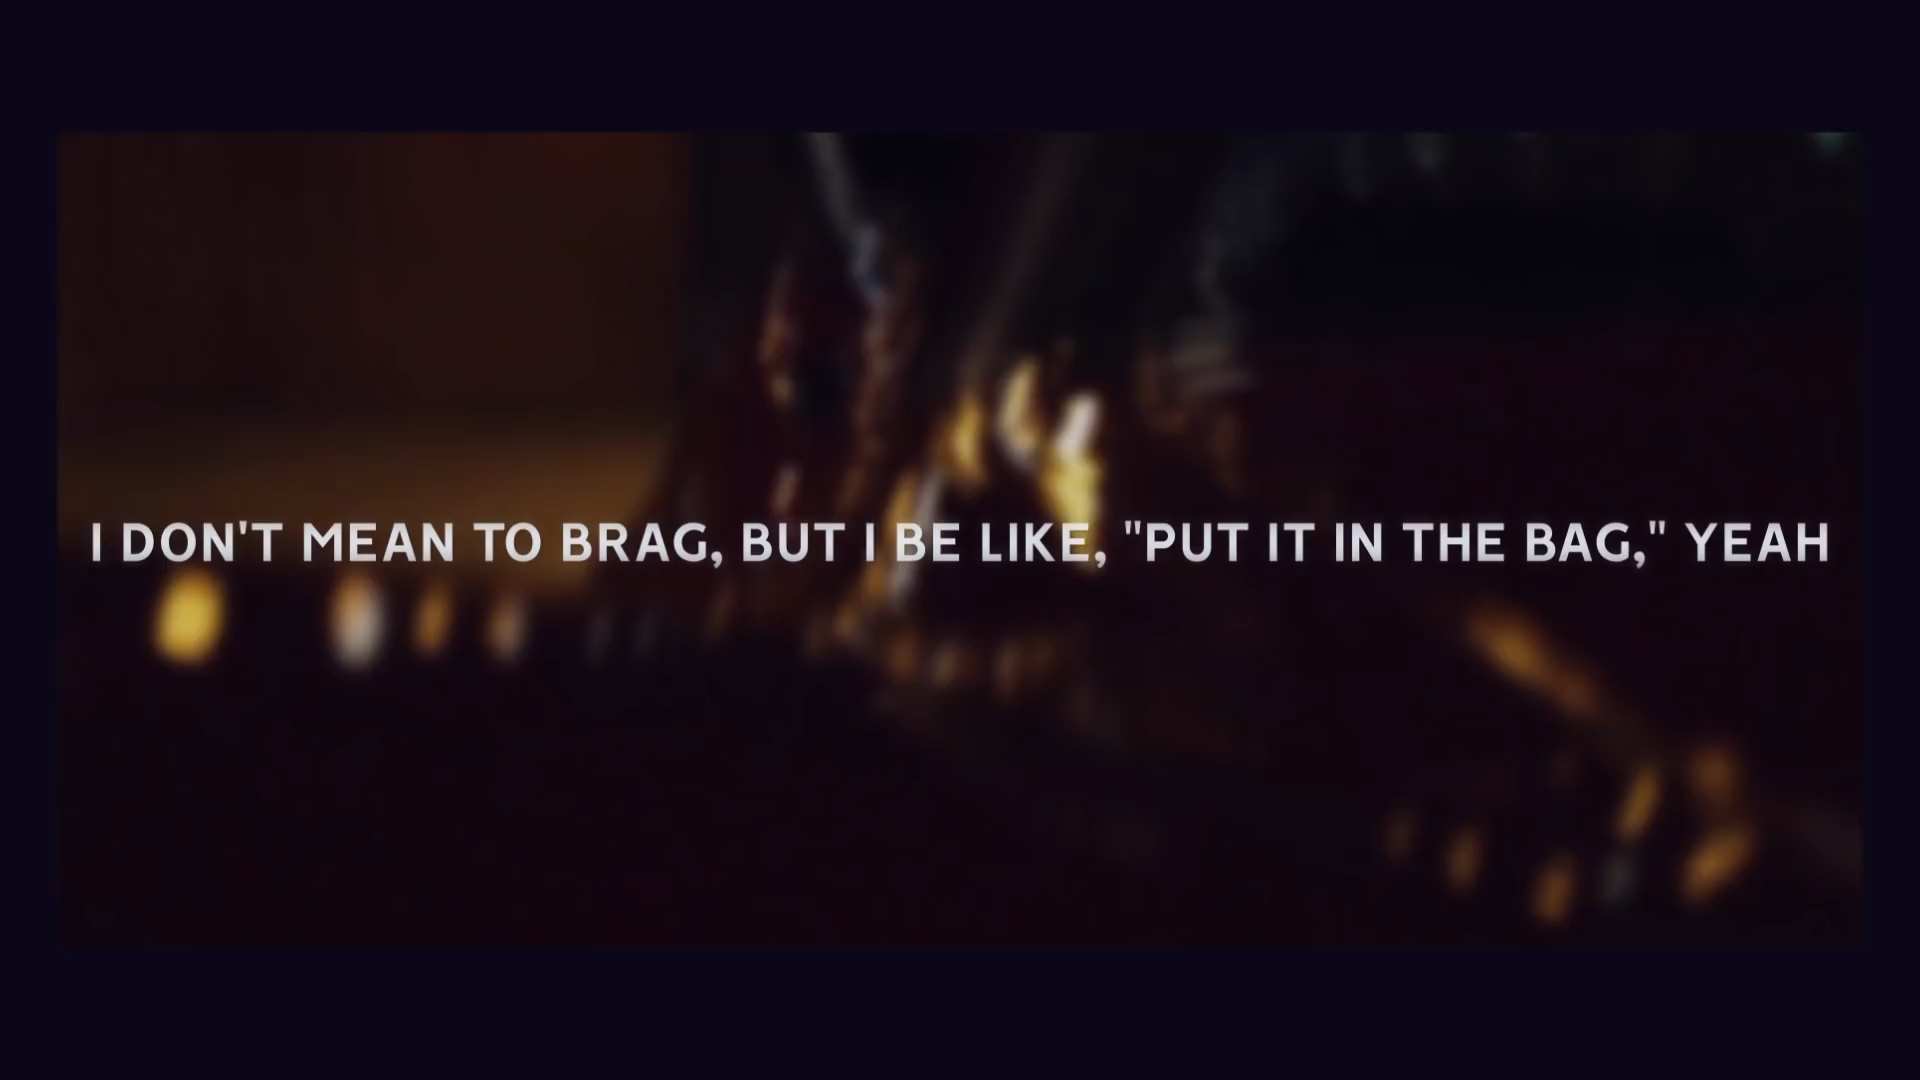 I DON'T MEAN TO BRAG, BUT I BE LIKE, "PUT IT IN THE BAG," YEAH